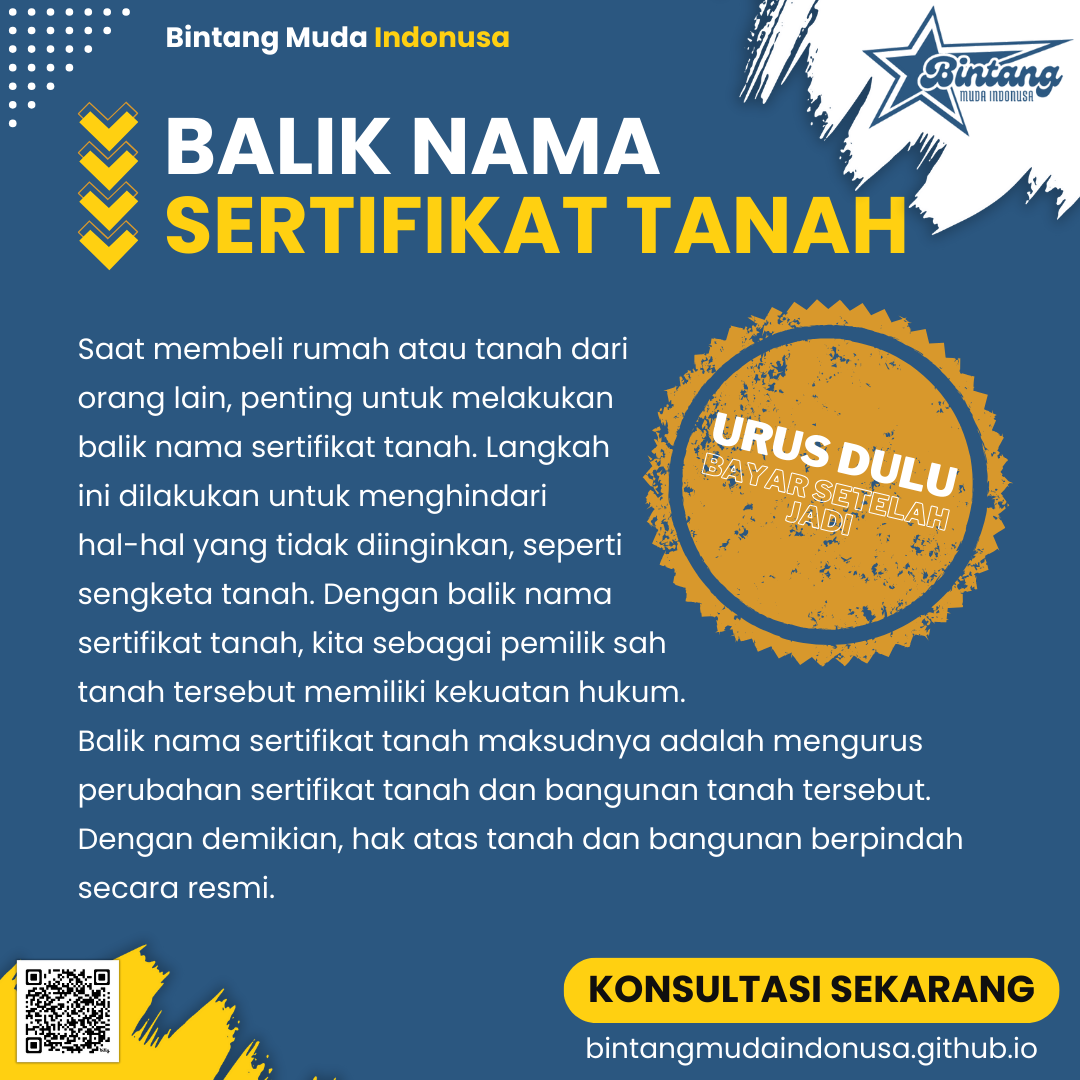 Bintang Muda Indonusa
Bintang
MUDA INDONUSA
BALIK NAMA
SERTIFIKAT TANAH
Saat membeli rumah atau tanah dari
orang lain, penting untuk melakukan
balik nama sertifikat tanah. Langkah
ini dilakukan untuk menghindari
hal-hal yang tidak diinginkan, seperti
sengketa tanah. Dengan balik nama
sertifikat tanah, kita sebagai pemilik sah
tanah tersebut memiliki kekuatan hukum.
Balik nama sertifikat tanah maksudnya adalah mengurus
perubahan sertifikat tanah dan bangunan tanah tersebut.
Dengan demikian, hak atas tanah dan bangunan berpindah
secara resmi.
URUS DULU
BAYAR SETELAH
JADI
KONSULTASI SEKARANG
bintangmudaindonusa.github.io